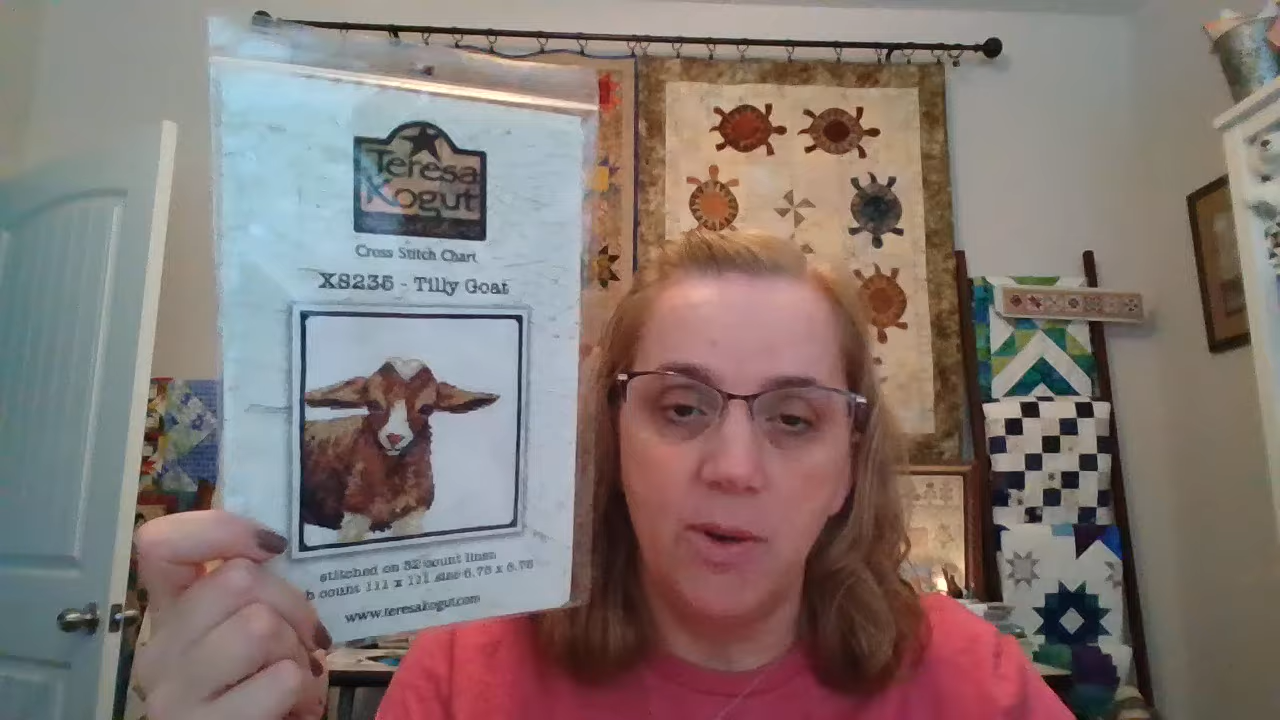 Teresa
Kogut
Cross Stitch Chart
XS235 - Tilly Goat
stitched on 32 count linen
count 111 x 111 size 6.75 x 6.75
www.teresakogut.com